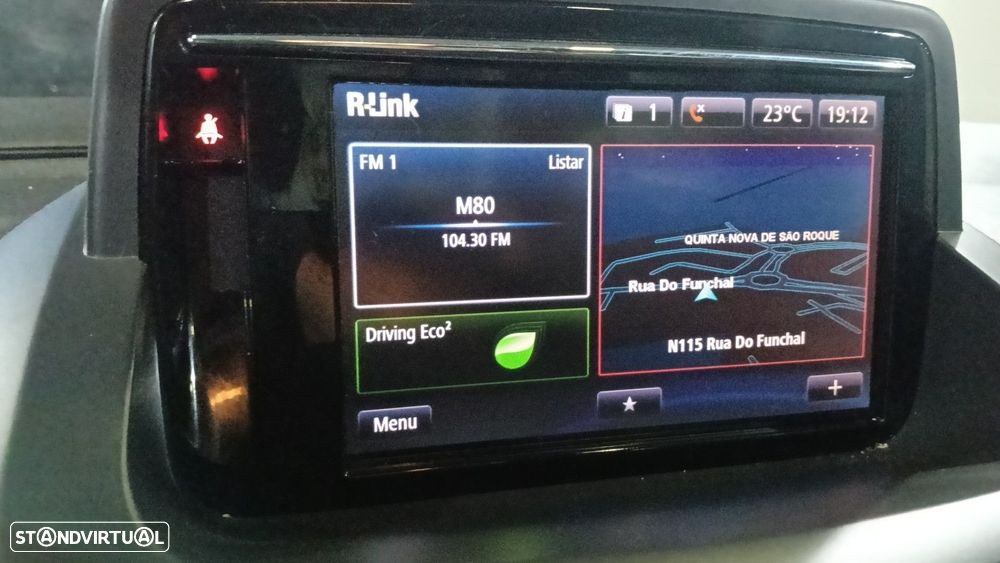 R-Link
1
23°C
19:12
FM 1
Listar
M80
104.30 FM
QUINTA NOVA DE SÃO ROQUE
Rua Do Funchal
N115 Rua Do Funchal
Driving Eco²
Menu
STANDVIRTUAL